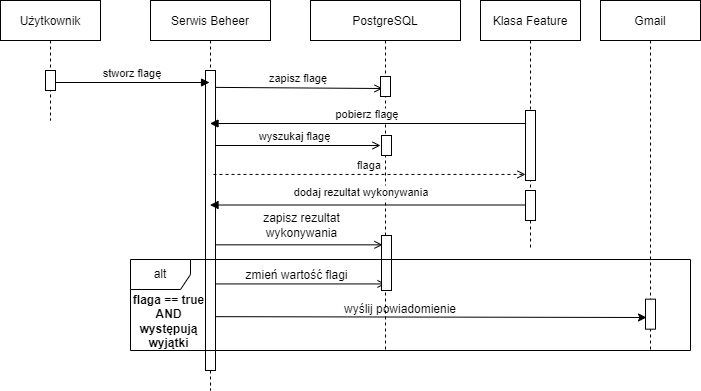 Użytkownik
Serwis Beheer
PostgreSQL
Klasa Feature
Gmail
stworz flagę
zapisz flagę
pobierz flagę
wyszukaj flagę
flaga
dodaj rezultat wykonywania
zapisz rezultat
wykonywania
alt
zmień wartość flagi
flaga == true
AND
występują
wyjątki
wyślij powiadomienie